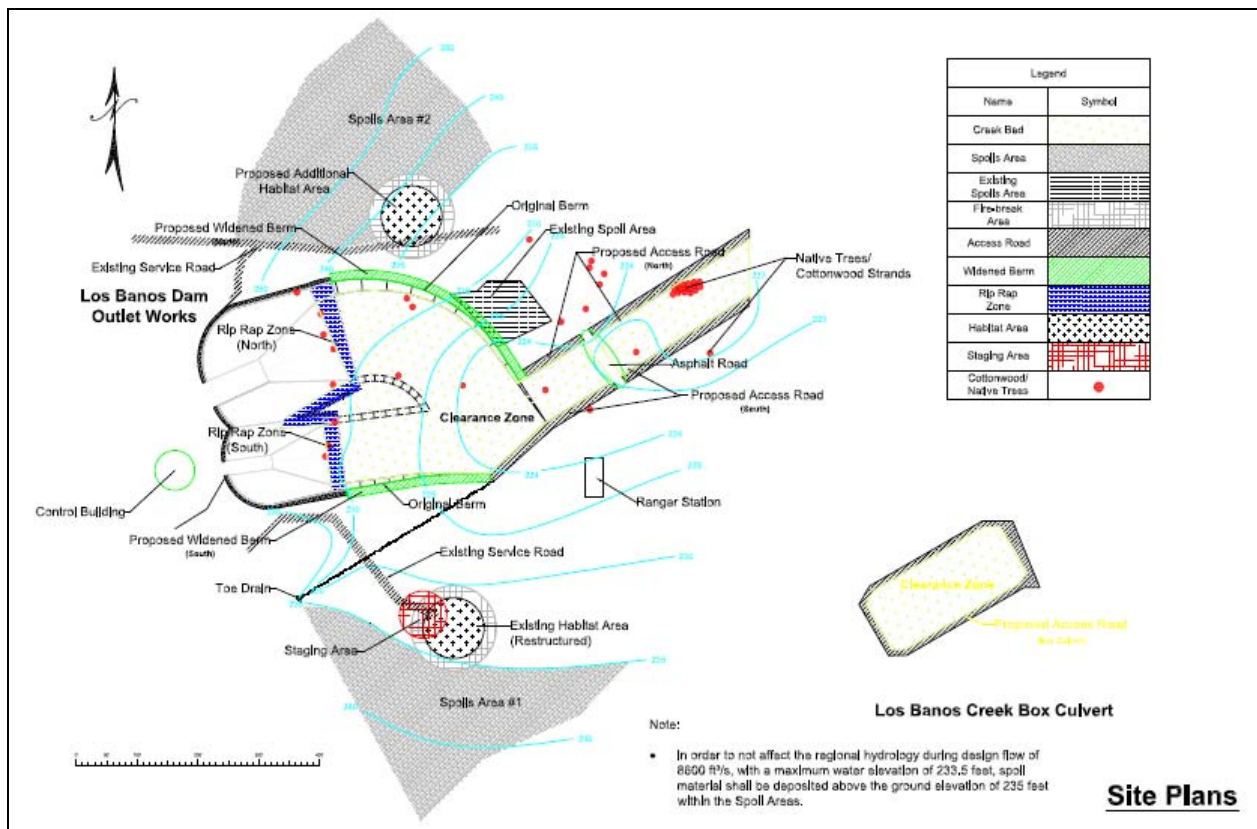 Legend
Name Symbol
Creek Bed
Spoils Area
Existing
Spoils Area
Fire-break
Area
Access Road
Widened Berm
Rip Rap
Zone
Habitat Area
Staging Area
Cottonwood/
Native Trees
N
Spoils Area #2
Proposed Additional
Habitat Area
Original Berm
Proposed Widened Berm
(North)
Existing Spoil Area
Proposed Access Road
(North)
Native Trees/
Cottonwood Strands
Existing Service Road
Los Banos Dam
Outlet Works
Rip Rap Zone
(North)
Asphalt Road
Proposed Access Road
(South)
Clearance Zone
Rip Rap Zone
(South)
Ranger Station
Control Building
Original Berm
Proposed Widened Berm
(South)
Existing Service Road
Toe Drain
Existing Habitat Area
(Restructured)
Staging Area
Spoils Area #1
Clearance Zone
Proposed Access Road
(Box Culvert)
Los Banos Creek Box Culvert
Note:
• In order to not affect the regional hydrology during design flow of
8600 ft³/s, with a maximum water elevation of 233.5 feet, spoil
material shall be deposited above the ground elevation of 235 feet
within the Spoil Areas.
Site Plans